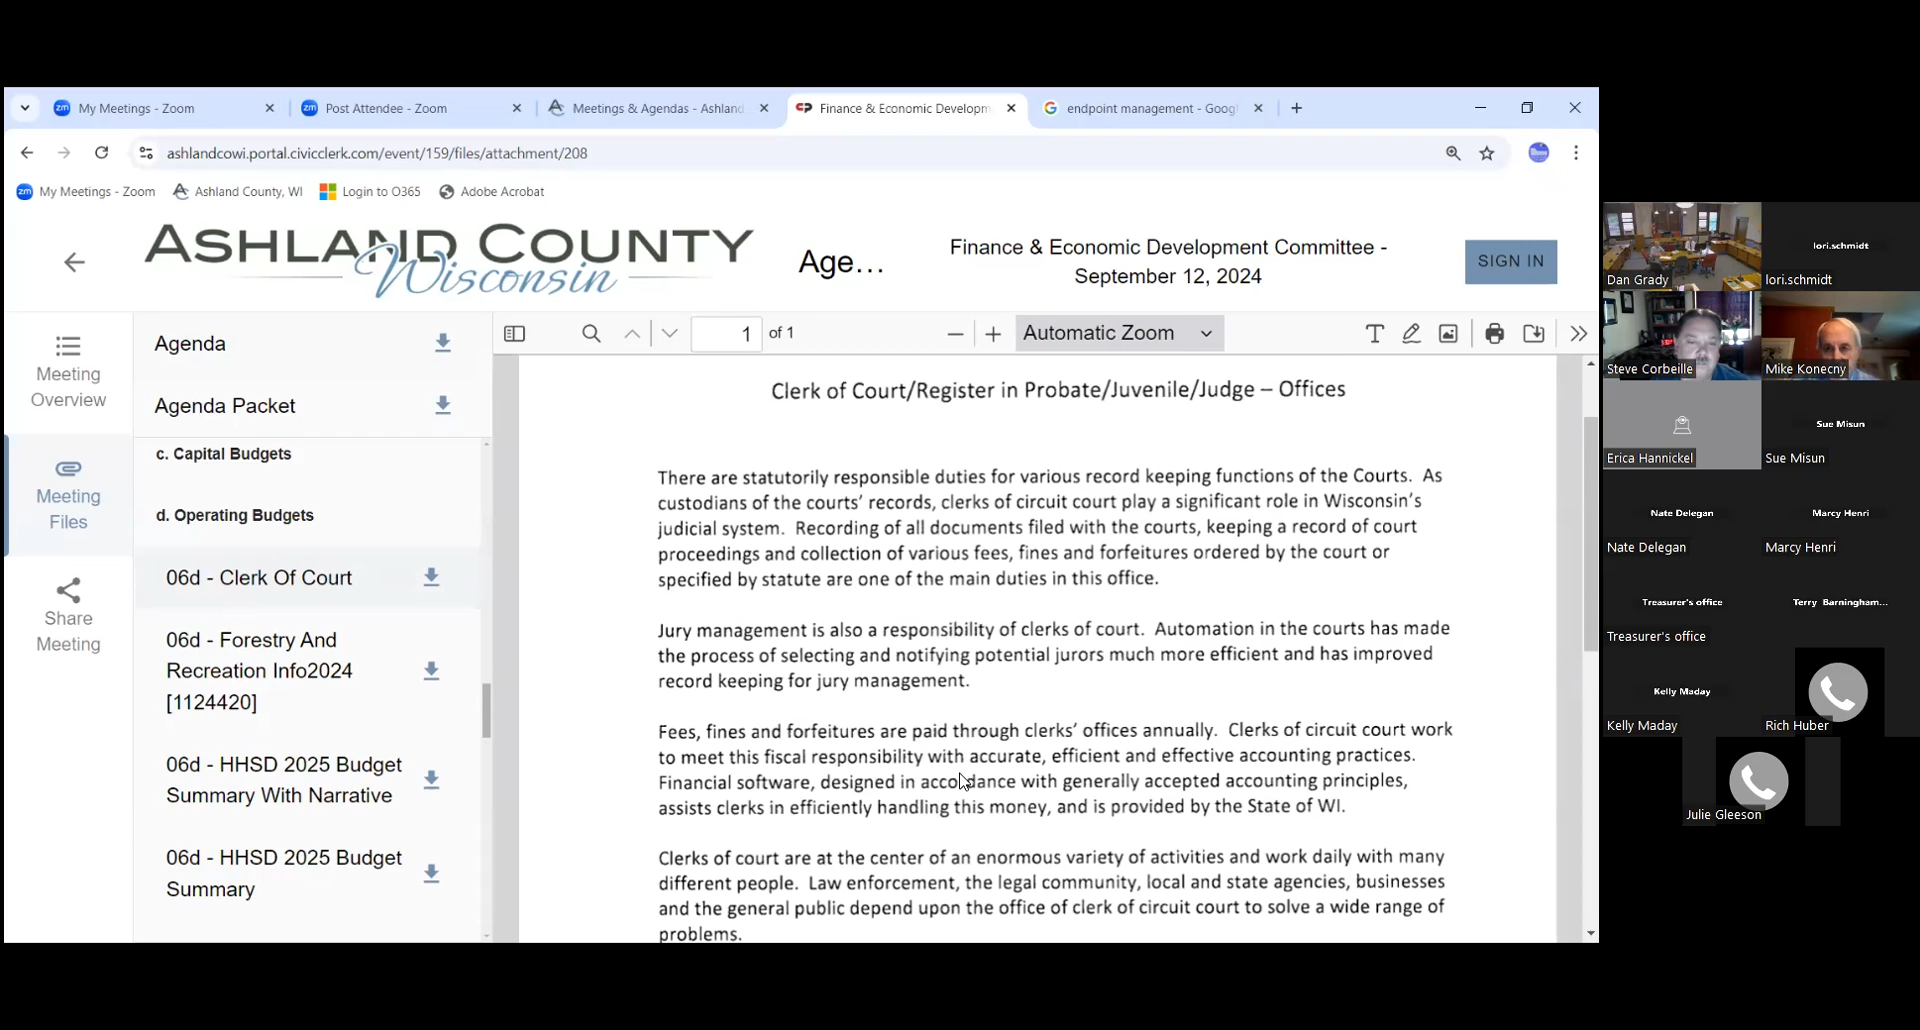 My Meetings - Zoom
Post Attendee - Zoom
Meetings & Agendas - Ashland
Finance & Economic Developm
endpoint management - Goog
ashlandcowi.portal.civicclerk.com/event/159/files/attachment/208
My Meetings - Zoom
Ashland County, WI
Login to O365
Adobe Acrobat
ASHLAND COUNTY
Wisconsin
Age...
Finance & Economic Development Committee -
September 12, 2024
SIGN IN
Meeting
Overview
Meeting
Files
Share
Meeting
Agenda
Agenda Packet
c. Capital Budgets
d. Operating Budgets
06d - Clerk Of Court
06d - Forestry And
Recreation Info2024
[1124420]
06d - HHSD 2025 Budget
Summary With Narrative
06d - HHSD 2025 Budget
Summary
1 of 1
Automatic Zoom
Clerk of Court/Register in Probate/Juvenile/Judge – Offices
There are statutorily responsible duties for various record keeping functions of the Courts. As
custodians of the courts’ records, clerks of circuit court play a significant role in Wisconsin’s
judicial system. Recording of all documents filed with the courts, keeping a record of court
proceedings and collection of various fees, fines and forfeitures ordered by the court or
specified by statute are one of the main duties in this office.
Jury management is also a responsibility of clerks of court. Automation in the courts has made
the process of selecting and notifying potential jurors much more efficient and has improved
record keeping for jury management.
Fees, fines and forfeitures are paid through clerks’ offices annually. Clerks of circuit court work
to meet this fiscal responsibility with accurate, efficient and effective accounting practices.
Financial software, designed in accordance with generally accepted accounting principles,
assists clerks in efficiently handling this money, and is provided by the State of WI.
Clerks of court are at the center of an enormous variety of activities and work daily with many
different people. Law enforcement, the legal community, local and state agencies, businesses
and the general public depend upon the office of clerk of circuit court to solve a wide range of
problems.
Dan Grady
lori.schmidt
lori.schmidt
Steve Corbeille
Mike Konecny
Erica Hannickel
Sue Misun
Sue Misun
Nate Delegan
Nate Delegan
Marcy Henri
Marcy Henri
Treasurer's office
Treasurer's office
Terry Barningham...
Kelly Maday
Kelly Maday
Rich Huber
Julie Gleeson